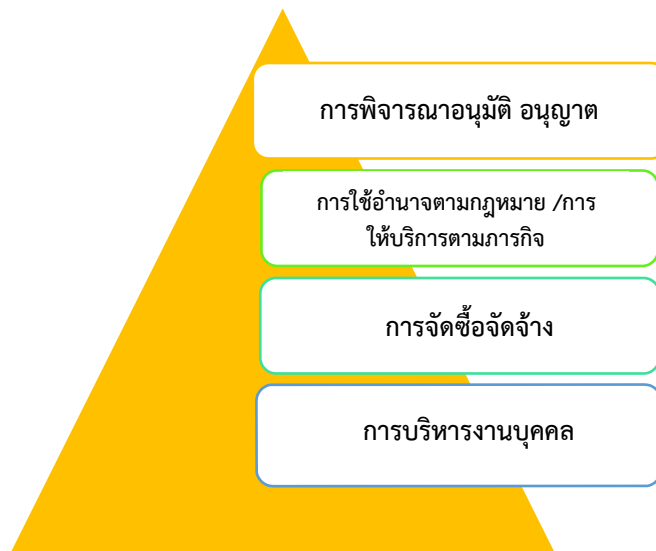 การพิจารณาอนุมัติ อนุญาต
การใช้อำนาจตามกฎหมาย /การ
ให้บริการตามภารกิจ
การจัดซื้อจัดจ้าง
การบริหารงานบุคคล